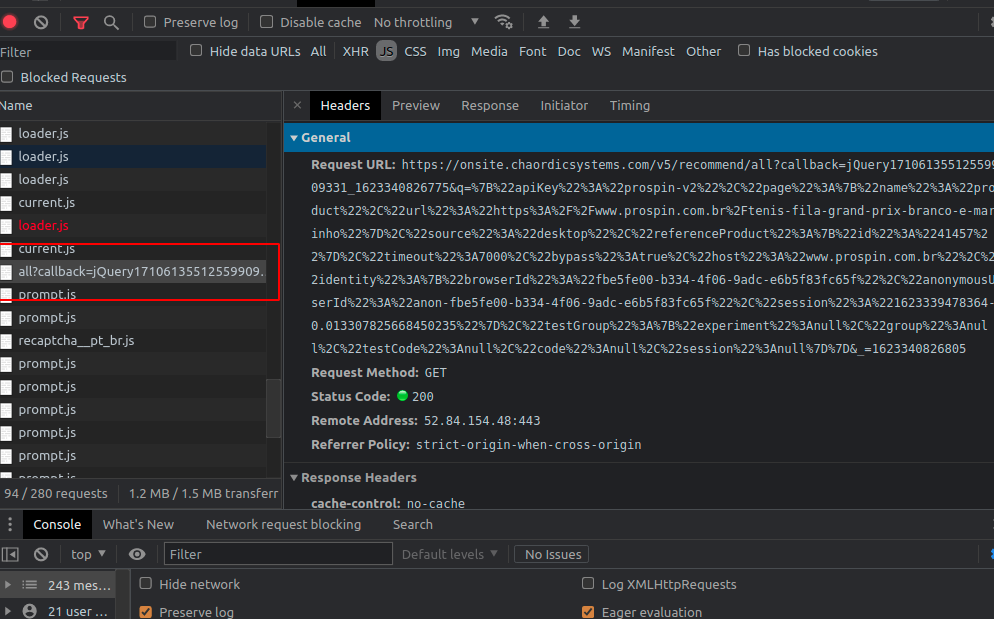 Preserve log Disable cache No throttling
Filter Hide data URLs All XHR JS CSS Img Media Font Doc WS Manifest Other Has blocked cookies
Blocked Requests
Name
Headers Preview Response Initiator Timing
loader.js
loader.js
loader.js
current.js
loader.js
current.js
all?callback=jQuery17106135512559909...
prompt.js
prompt.js
recaptcha__pt_br.js
prompt.js
prompt.js
prompt.js
prompt.js
prompt.js
prompt.js
94 / 280 requests 1.2 MB / 1.5 MB transferr
General
Request URL: https://onsite.chaordicsystems.com/v5/recommend/all?callback=jQuery171061355125599
09331_1623340826775&q=%7B%22apiKey%22%3A%22prospin-v2%22%2C%22page%22%3A%7B%22name%22%3A%22pro
duct%22%2C%22url%22%3A%22https%3A%2F%2Fwww.prospin.com.br%2Ftenis-fila-grand-prix-branco-e-mar
inho%22%7D%2C%22source%22%3A%22desktop%22%2C%22referenceProduct%22%3A%7B%22id%22%3A%2241457%2
2%7D%2C%22timeout%22%3A7000%2C%22bypass%22%3Atrue%2C%22host%22%3A%22www.prospin.com.br%22%2C%2
2identity%22%3A%7B%22browserId%22%3A%22fbe5fe00-b334-4f06-9adc-e6b5f83fc65f%22%2C%22anonymousU
serId%22%3A%22anon-fbe5fe00-b334-4f06-9adc-e6b5f83fc65f%22%2C%22session%22%3A%221623339478364-
0.013307825668450235%22%7D%2C%22testGroup%22%3A%7B%22experiment%22%3Anull%2C%22group%22%3Anul
l%2C%22testCode%22%3Anull%2C%22code%22%3Anull%2C%22session%22%3Anull%7D%7D&_=1623340826805
Request Method: GET
Status Code: 200
Remote Address: 52.84.154.48:443
Referrer Policy: strict-origin-when-cross-origin
Response Headers
cache-control: no-cache
Console What's New Network request blocking Search
top Filter Default levels No Issues
243 mes... Hide network Log XMLHttpRequests
21 user ... Preserve log Eager evaluation